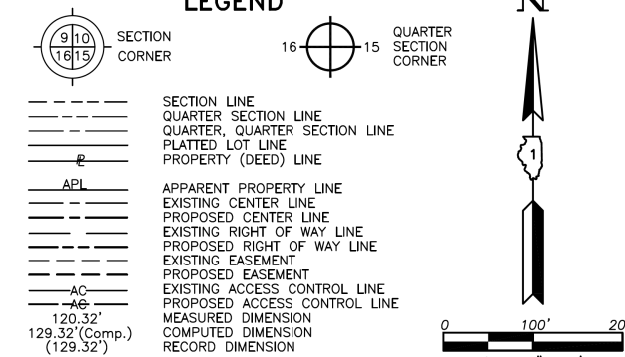 LEGEND
N
9 10
16 15
SECTION
CORNER
16
15
QUARTER
SECTION
CORNER
SECTION LINE
QUARTER SECTION LINE
QUARTER, QUARTER SECTION LINE
PLATTED LOT LINE
PL PROPERTY (DEED) LINE
APL APPARENT PROPERTY LINE
EXISTING CENTER LINE
PROPOSED CENTER LINE
EXISTING RIGHT OF WAY LINE
PROPOSED RIGHT OF WAY LINE
EXISTING EASEMENT
PROPOSED EASEMENT
AC EXISTING ACCESS CONTROL LINE
AC PROPOSED ACCESS CONTROL LINE
120.32' MEASURED DIMENSION
129.32'(Comp.) COMPUTED DIMENSION
(129.32') RECORD DIMENSION
1
0 100' 20